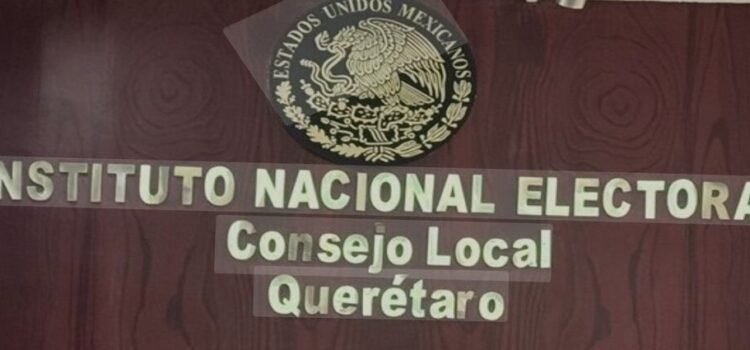 ESTADOS UNIDOS MEXICANOS
NSTITUTO NACIONAL ELECTORA
Consejo Local
Querétaro